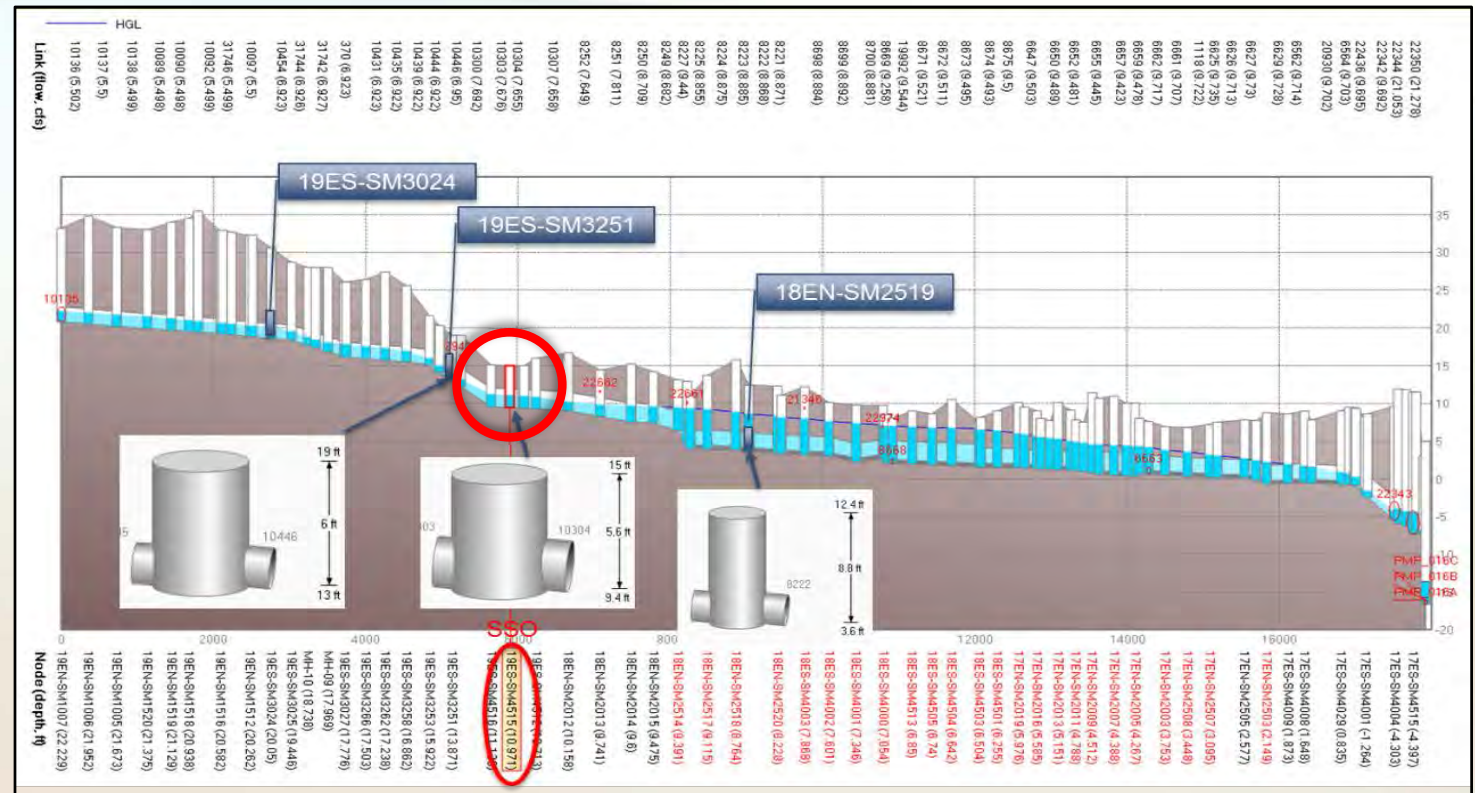 HGL
Link (flow, cfs)
10136 (5.502)
10137 (5.5)
10138 (5.499)
10089 (5.498)
10090 (5.498)
10092 (5.499)
31746 (5.499)
10097 (5.5)
10454 (6.923)
31744 (6.926)
31742 (6.927)
370 (6.923)
10431 (6.923)
10435 (6.922)
10439 (6.922)
10444 (6.922)
10446 (6.95)
10300 (7.692)
10303 (7.676)
10304 (7.655)
10307 (7.658)
8252 (7.649)
8251 (7.811)
8250 (8.709)
8249 (8.682)
8227 (9.44)
8225 (8.855)
8224 (8.875)
8223 (8.885)
8222 (8.868)
8221 (8.871)
8698 (8.884)
8699 (8.892)
8700 (8.881)
8669 (9.258)
19992 (9.544)
8671 (9.521)
8672 (9.511)
8673 (9.495)
8674 (9.493)
8675 (9.5)
6647 (9.503)
6650 (9.489)
6652 (9.481)
6655 (9.445)
6657 (9.423)
6659 (9.478)
6662 (9.717)
6661 (9.707)
1118 (9.722)
6625 (9.735)
6626 (9.713)
6627 (9.73)
6629 (9.728)
6562 (9.714)
20930 (9.702)
6564 (9.703)
22436 (9.695)
22342 (9.692)
22344 (21.053)
22350 (21.278)
19ES-SM3024
19ES-SM3251
18EN-SM2519
10135
22662
22661
21346
22974
8668
6663
22343
PMP_016C
PMP_016B
PMP_016A
35
30
25
20
15
10
5
0
-5
-10
-15
-20
19 ft
6 ft
13 ft
10446
15 ft
5.6 ft
9.4 ft
10304
12.4 ft
8.8 ft
3.6 ft
8222
0
2000
4000
12000
14000
16000
SSO
Node (depth, ft)
19EN-SM1007 (22.229)
19EN-SM1006 (21.952)
19EN-SM1005 (21.673)
19EN-SM1520 (21.375)
19EN-SM1519 (21.129)
19EN-SM1518 (20.938)
19EN-SM1516 (20.582)
19EN-SM1512 (20.262)
19ES-SM3024 (20.05)
19ES-SM3025 (19.446)
MH-10 (18.738)
MH-09 (17.969)
19ES-SM3027 (17.776)
19ES-SM3266 (17.503)
19ES-SM3262 (17.238)
19ES-SM3258 (16.862)
19ES-SM3253 (15.922)
19ES-SM3251 (13.871)
19ES-SM4515 (10.971)
18EN-SM2012 (10.158)
18EN-SM2013 (9.741)
18EN-SM2014 (9.6)
18EN-SM2015 (9.475)
18EN-SM2514 (9.391)
18EN-SM2517 (9.115)
18EN-SM2518 (8.764)
18EN-SM2520 (8.228)
18ES-SM4003 (7.868)
18ES-SM4002 (7.601)
18ES-SM4001 (7.346)
18ES-SM4000 (7.054)
18ES-SM4513 (6.85)
18ES-SM4505 (6.74)
18ES-SM4504 (6.642)
18ES-SM4503 (6.504)
18ES-SM4501 (6.255)
17EN-SM2019 (5.976)
17EN-SM2016 (5.585)
17EN-SM2013 (5.151)
17EN-SM2011 (4.788)
17EN-SM2009 (4.512)
17EN-SM2007 (4.388)
17EN-SM2005 (4.267)
17EN-SM2003 (3.753)
17EN-SM2508 (3.448)
17EN-SM2507 (3.095)
17EN-SM2505 (2.577)
17EN-SM2503 (2.149)
17ES-SM4009 (1.873)
17ES-SM4008 (1.648)
17ES-SM4029 (0.835)
17ES-SM4001 (-1.264)
17ES-SM4004 (-4.303)
17ES-SM4515 (-4.397)